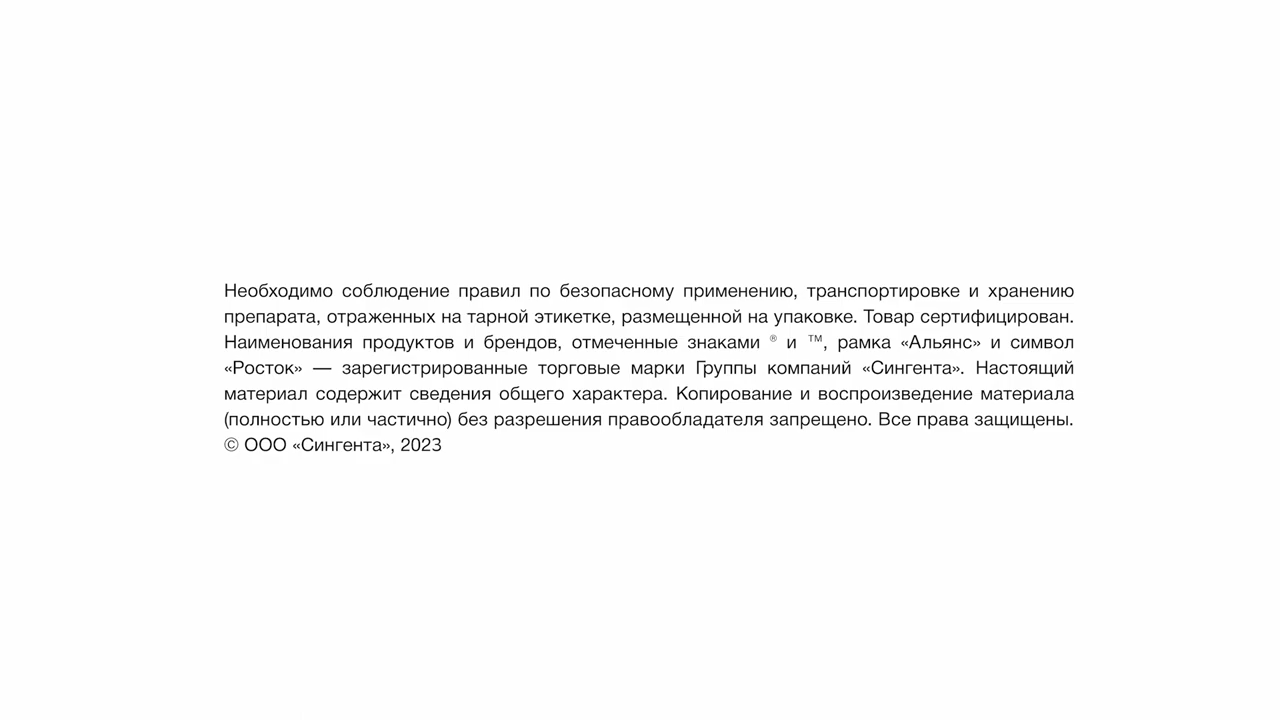 Необходимо соблюдение правил по безопасному применению, транспортировке и хранению
препарата, отраженных на тарной этикетке, размещенной на упаковке. Товар сертифицирован.
Наименования продуктов и брендов, отмеченные знаками ® и ™, рамка «Альянс» и символ
«Росток» — зарегистрированные торговые марки Группы компаний «Сингента». Настоящий
материал содержит сведения общего характера. Копирование и воспроизведение материала
(полностью или частично) без разрешения правообладателя запрещено. Все права защищены.
© ООО «Сингента», 2023